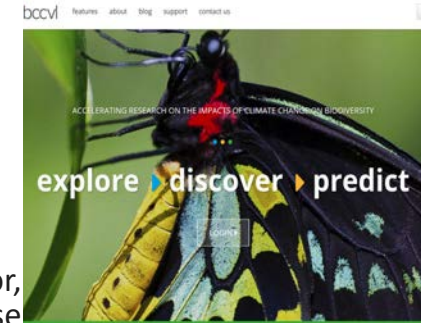 bccvl features about blog support contact us
ACCELERATING RESEARCH ON THE IMPACTS OF CLIMATE CHANGE ON BIODIVERSITY
explore discover predict
or,
se